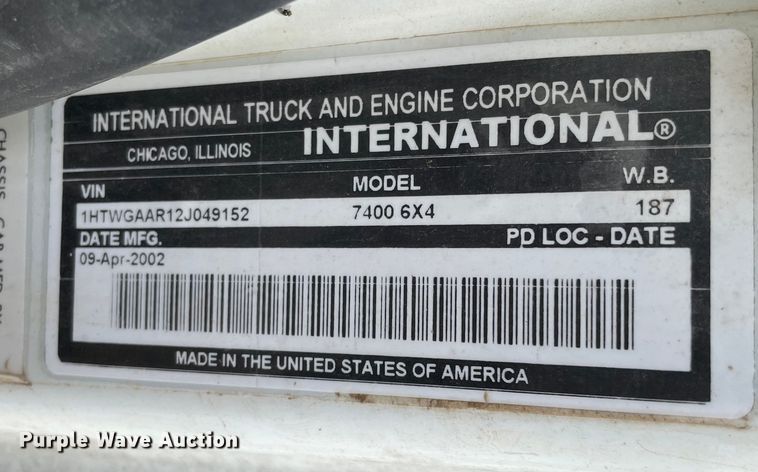 INTERNATIONAL TRUCK AND ENGINE CORPORATION
CHICAGO, ILLINOIS INTERNATIONAL®
VIN MODEL W.B.
1HTWGAAR12J049152 7400 6X4 187
DATE MFG. PD LOC - DATE
09-Apr-2002
MADE IN THE UNITED STATES OF AMERICA
CHASSIS
Purple Wave Auction